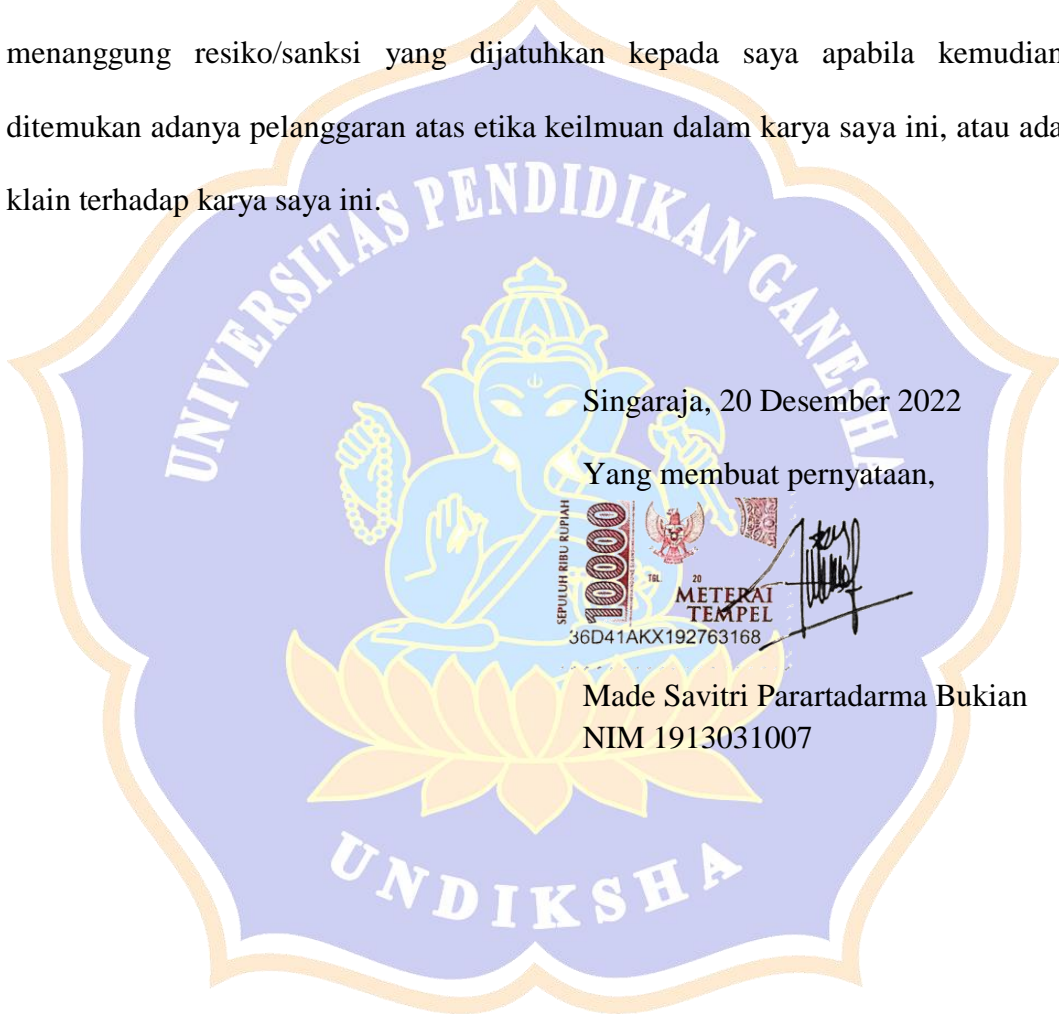 menanggung resiko/sanksi yang dijatuhkan kepada saya apabila kemudian
ditemukan adanya pelanggaran atas etika keilmuan dalam karya saya ini, atau ada
klain terhadap karya saya ini.
UNIVERSITAS PENDIDIKAN GANESHA
Singaraja, 20 Desember 2022
Yang membuat pernyataan,
SEPULUH RIBU RUPIAH
10000
TGL. 20
METERAI
TEMPEL
36D41AKX192763168
Made Savitri Parartadarma Bukian
NIM 1913031007
UNDIKSHA